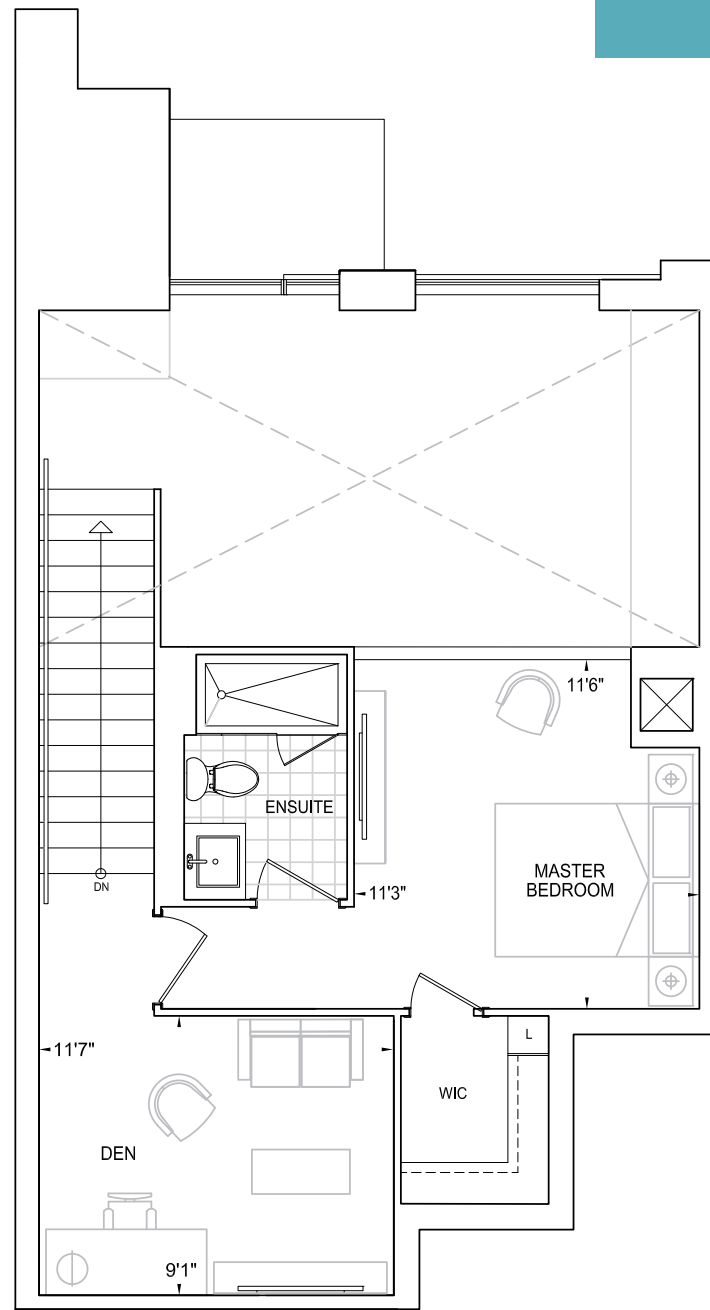 11'6"
ENSUITE
MASTER
BEDROOM
DN
11'3"
L
11'7"
WIC
DEN
9'1"